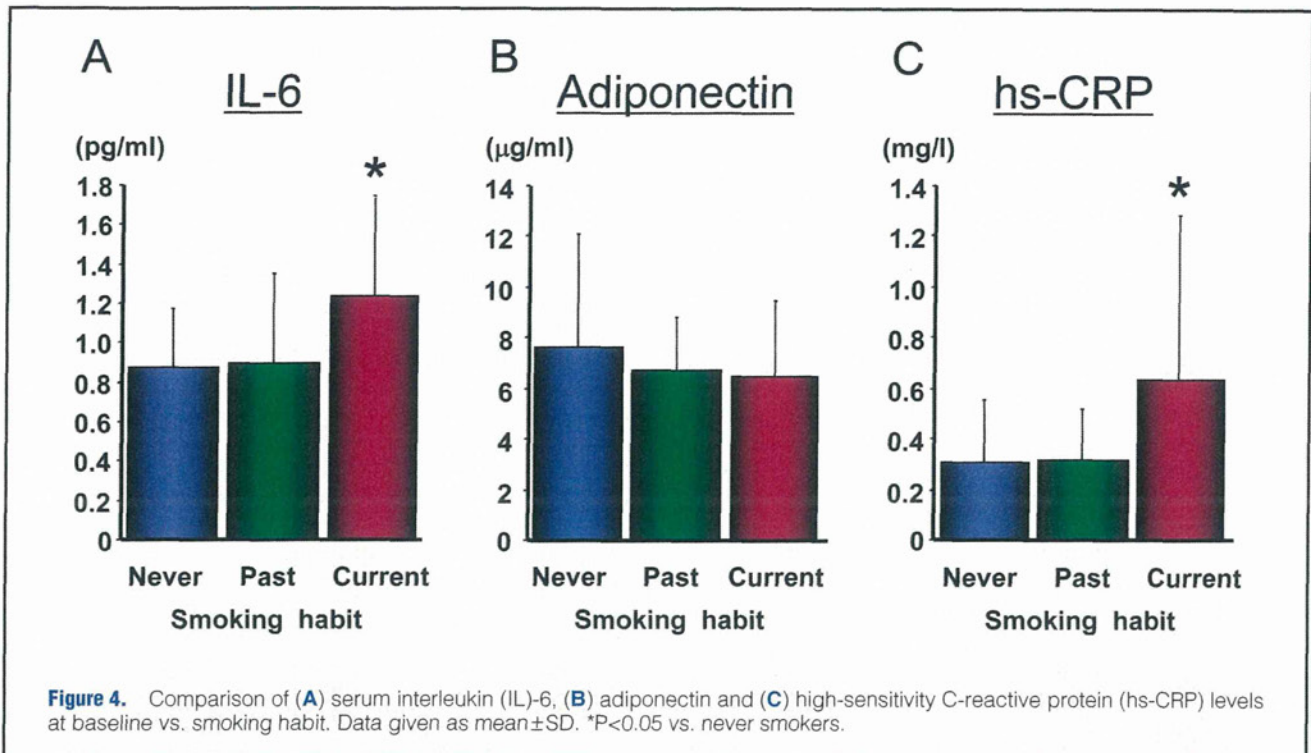 A
IL-6
(pg/ml)
*
1.8
1.6
1.4
1.2
1.0
0.8
0.6
0.4
0.2
0
Never Past Current
Smoking habit
B
Adiponectin
(µg/ml)
14
12
10
8
6
4
2
0
Never Past Current
Smoking habit
C
hs-CRP
(mg/l)
*
1.4
1.2
1.0
0.8
0.6
0.4
0.2
0
Never Past Current
Smoking habit
Figure 4. Comparison of (A) serum interleukin (IL)-6, (B) adiponectin and (C) high-sensitivity C-reactive protein (hs-CRP) levels
at baseline vs. smoking habit. Data given as mean±SD. *P<0.05 vs. never smokers.